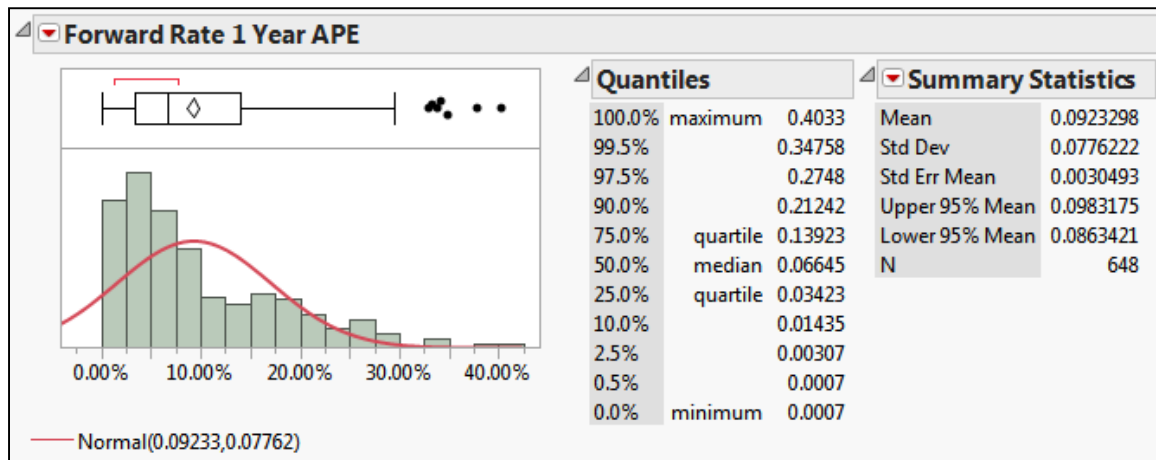 Forward Rate 1 Year APE
0.00% 10.00% 20.00% 30.00% 40.00%
Normal(0.09233,0.07762)
Quantiles
100.0% maximum 0.4033
99.5% 0.34758
97.5% 0.2748
90.0% 0.21242
75.0% quartile 0.13923
50.0% median 0.06645
25.0% quartile 0.03423
10.0% 0.01435
2.5% 0.00307
0.5% 0.0007
0.0% minimum 0.0007
Summary Statistics
Mean 0.0923298
Std Dev 0.0776222
Std Err Mean 0.0030493
Upper 95% Mean 0.0983175
Lower 95% Mean 0.0863421
N 648